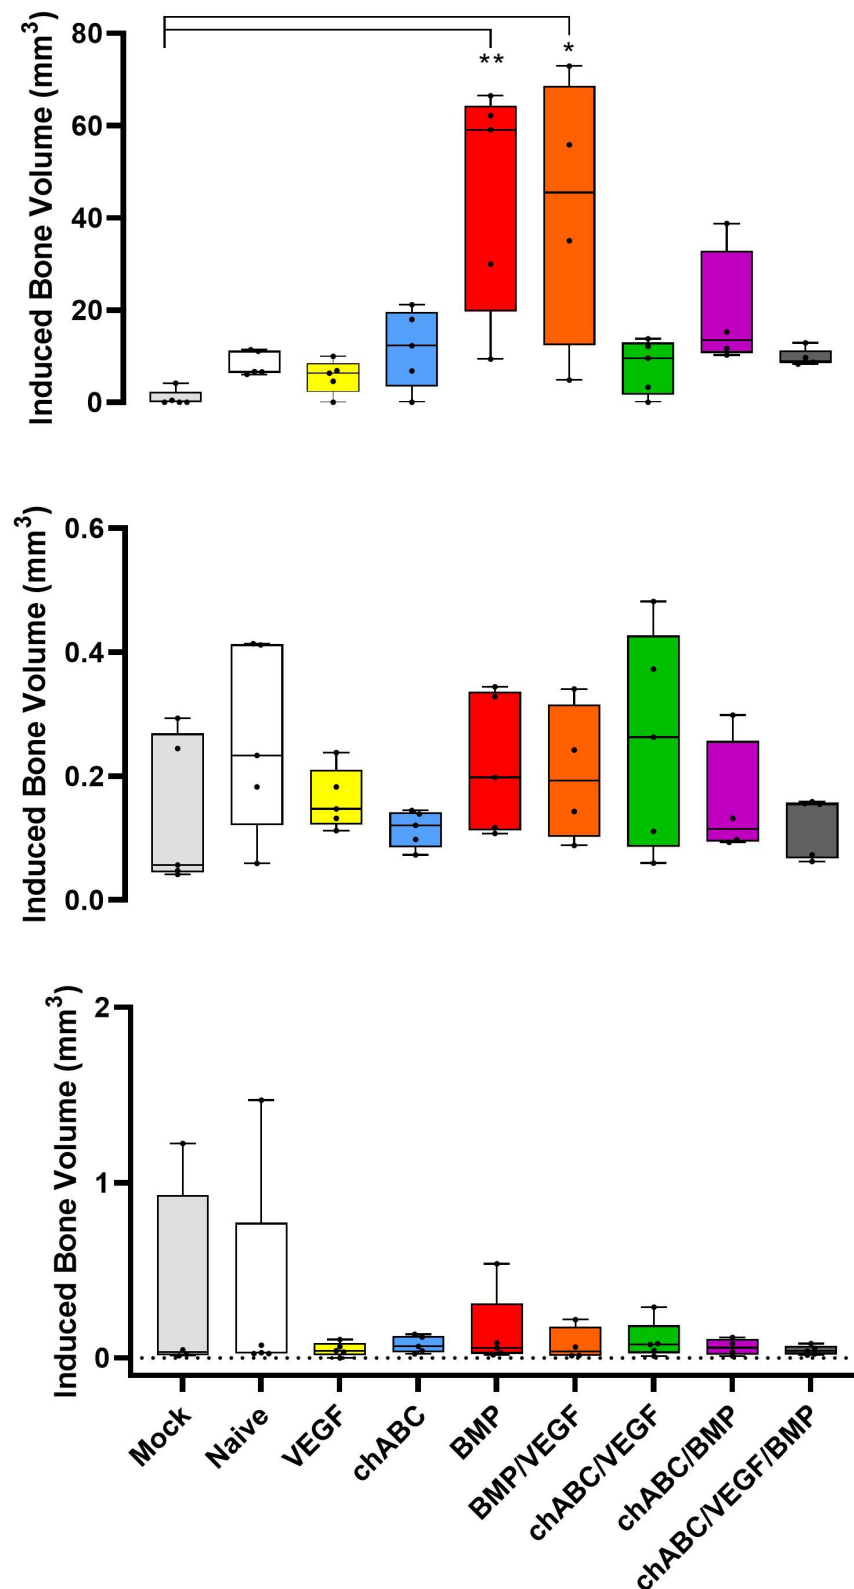 Induced Bone Volume (mm³)
80
60
40
20
0
**
*
Induced Bone Volume (mm³)
0.6
0.4
0.2
0.0
Induced Bone Volume (mm³)
2
1
0
Mock
Naive
VEGF
chABC
BMP
BMP/VEGF
chABC/VEGF
chABC/BMP
chABC/VEGF/BMP